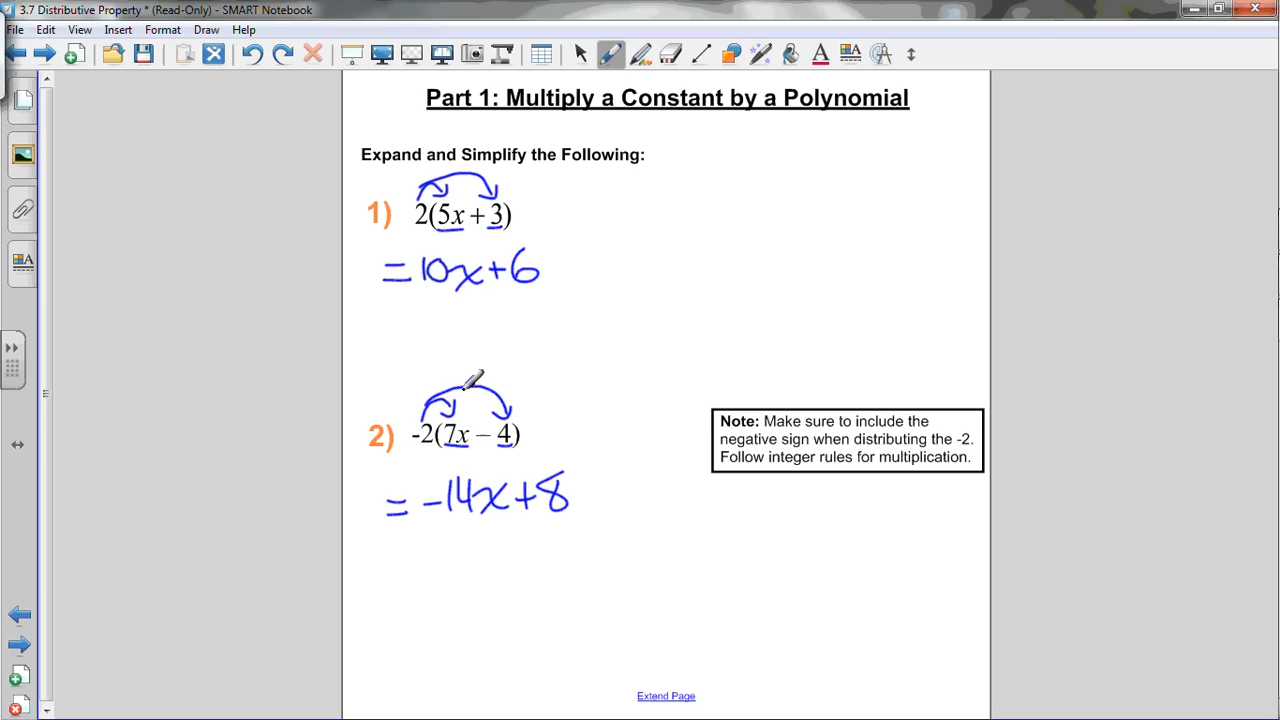 3.7 Distributive Property * (Read-Only) - SMART Notebook
File Edit View Insert Format Draw Help
Part 1: Multiply a Constant by a Polynomial
Expand and Simplify the Following:
1) 2(5x + 3)
= 10x + 6
2) -2(7x − 4)
= -14x + 8
Note: Make sure to include the
negative sign when distributing the -2.
Follow integer rules for multiplication.
Extend Page